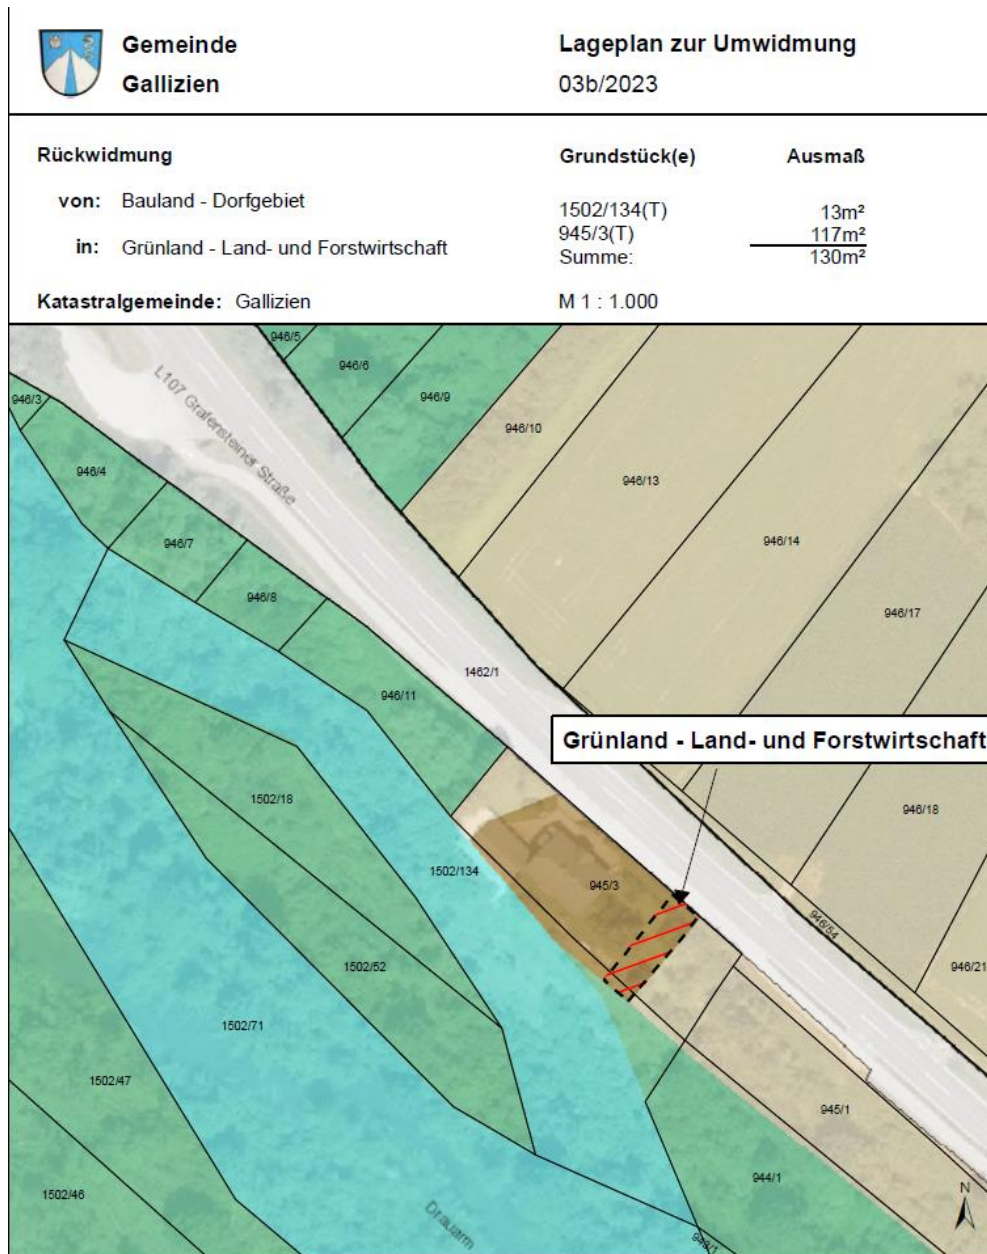 Gemeinde
Gallizien
Lageplan zur Umwidmung
03b/2023
Rückwidmung
von: Bauland - Dorfgebiet
in: Grünland - Land- und Forstwirtschaft
Katastralgemeinde: Gallizien
Grundstück(e) Ausmaß
1502/134(T) 13m²
945/3(T) 117m²
Summe: 130m²
M 1 : 1.000
946/5
946/6
946/3
946/9
L107 Grafensteiner Straße
946/10
946/4
946/13
946/7
946/14
946/8
946/17
1462/1
946/11
Grünland - Land- und Forstwirtschaft
1502/18
946/18
1502/134
945/3
946/54
1502/52
946/21
1502/71
1502/47
945/1
944/1
1502/46
N
Drauarm